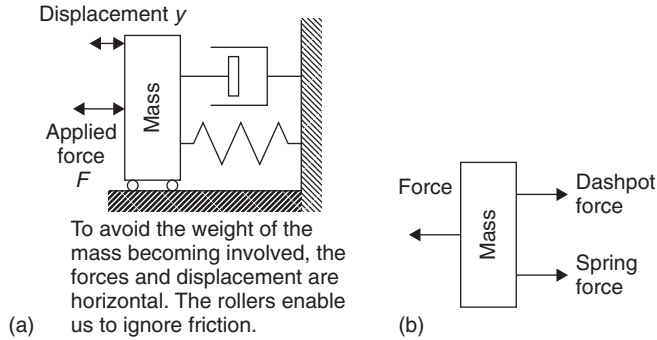 Displacement y
Mass
Applied
force
F
To avoid the weight of the
mass becoming involved, the
forces and displacement are
horizontal. The rollers enable
us to ignore friction.
(a)
Force
Mass
Dashpot
force
Spring
force
(b)